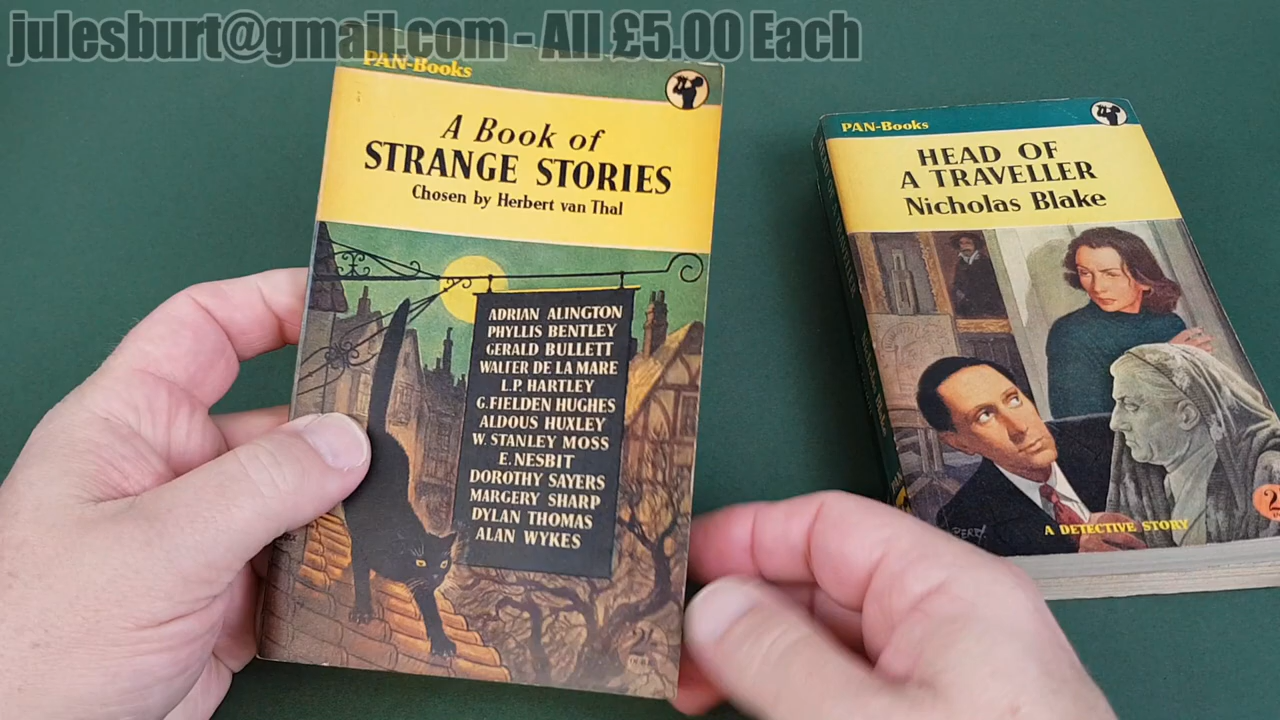 julesburt@gmail.com - All £5.00 Each
PAN-Books
A Book of
STRANGE STORIES
Chosen by Herbert van Thal
ADRIAN ALINGTON
PHYLLIS BENTLEY
GERALD BULLETT
WALTER DE LA MARE
L.P. HARTLEY
G. FIELDEN HUGHES
ALDOUS HUXLEY
W. STANLEY MOSS
E. NESBIT
DOROTHY SAYERS
MARGERY SHARP
DYLAN THOMAS
ALAN WYKES
2/-
PAN-Books
HEAD OF
A TRAVELLER
Nicholas Blake
PERRY
A DETECTIVE STORY